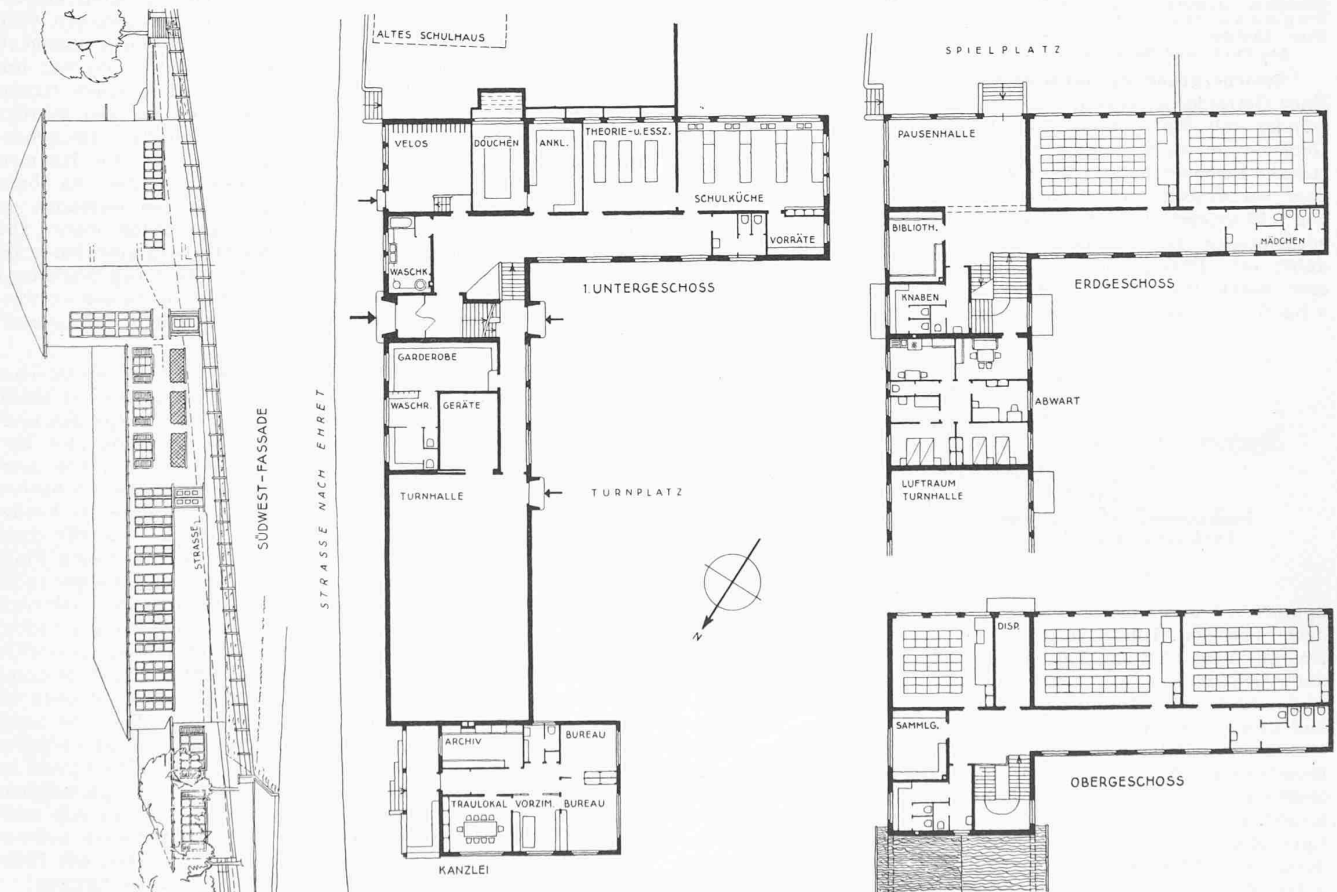 STRASSE
SÜDWEST-FASSADE
STRASSE NACH EHRET
ALTES SCHULHAUS
VELOS
DOUCHEN
ANKL.
THEORIE-u. ESSZ.
SCHULKÜCHE
VORRÄTE
WASCHK.
1. UNTERGESCHOSS
GARDEROBE
WASCHR.
GERÄTE
TURNHALLE
TURNPLATZ
N
ARCHIV
BUREAU
TRAULOKAL
VORZIM.
BUREAU
KANZLEI
SPIELPLATZ
PAUSENHALLE
BIBLIOTH.
MÄDCHEN
KNABEN
ERDGESCHOSS
ABWART
LUFTRAUM
TURNHALLE
DISP.
SAMMLG.
OBERGESCHOSS